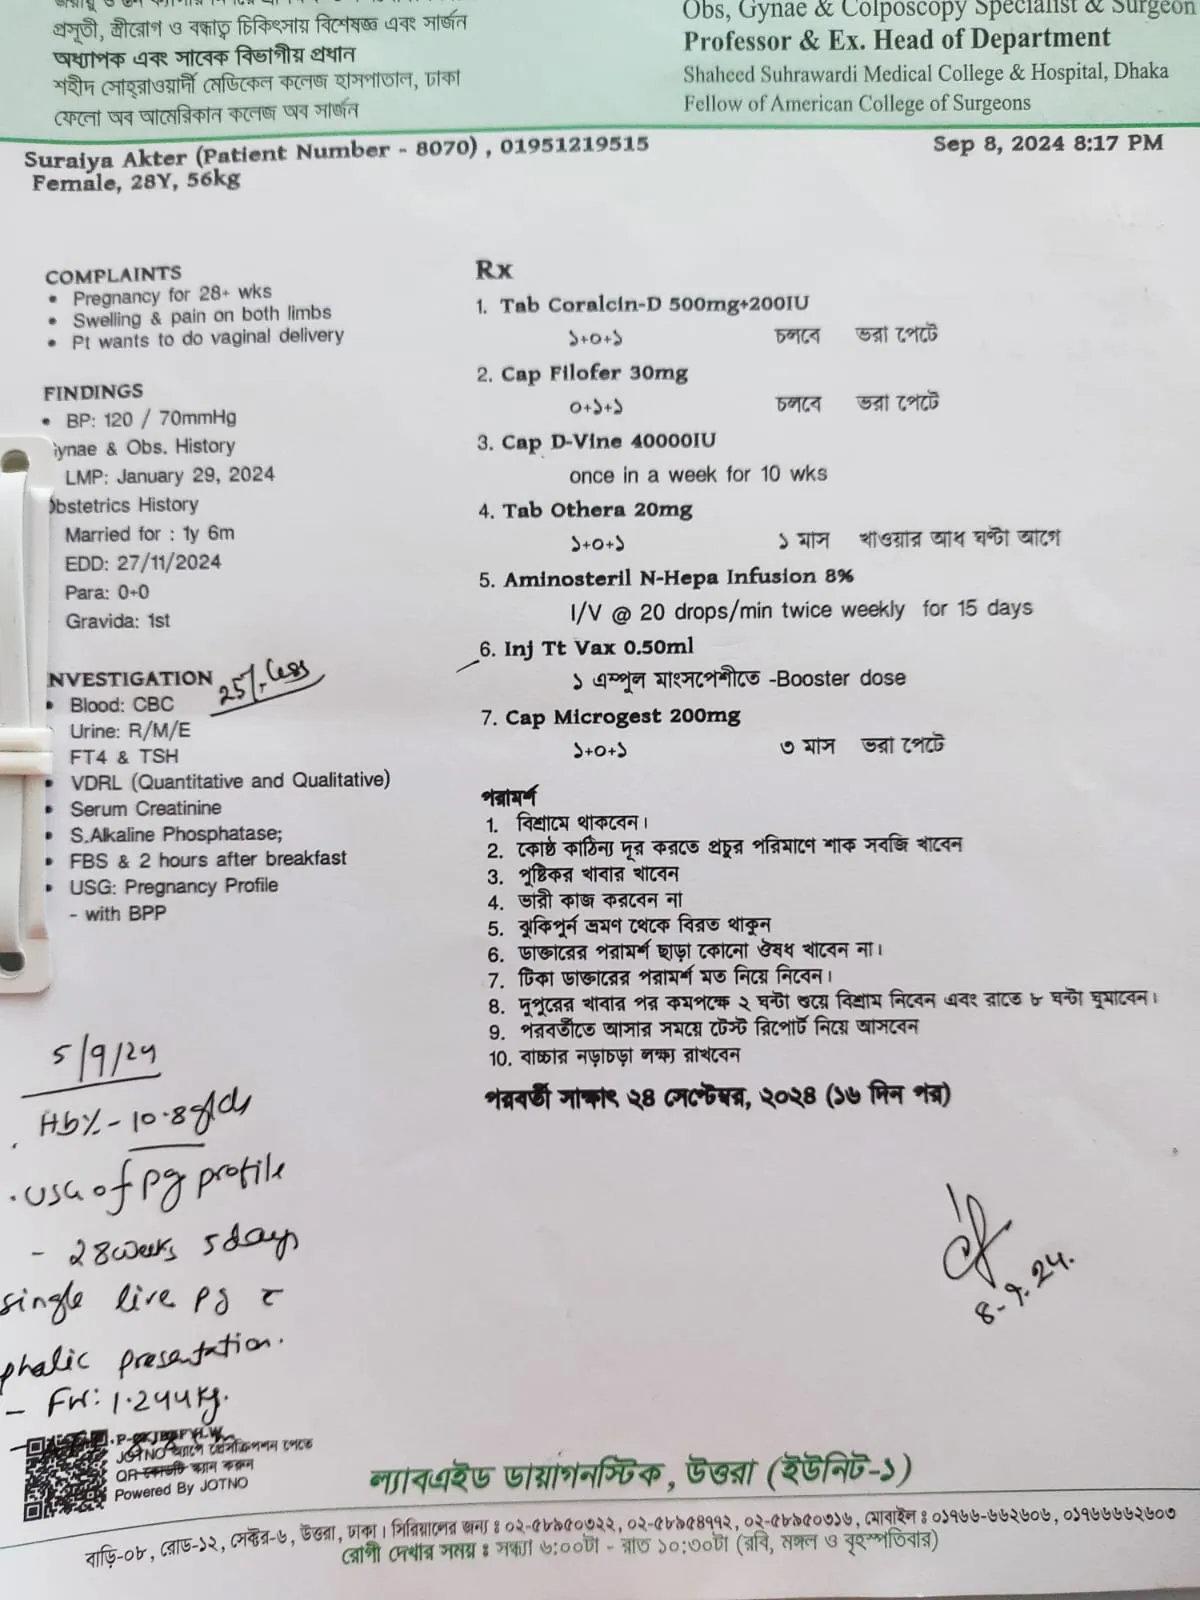 প্রসূতী, স্ত্রীরোগ ও বন্ধ্যাত্ব চিকিৎসায় বিশেষজ্ঞ এবং সার্জন
অধ্যাপক এবং সাবেক বিভাগীয় প্রধান
শহীদ সোহ্‌রাওয়ার্দী মেডিকেল কলেজ হাসপাতাল, ঢাকা
ফেলো অব আমেরিকান কলেজ অব সার্জন
Obs, Gynae & Colposcopy Specialist & Surgeon
Professor & Ex. Head of Department
Shaheed Suhrawardi Medical College & Hospital, Dhaka
Fellow of American College of Surgeons
Suraiya Akter (Patient Number - 8070) , 01951219515
Sep 8, 2024 8:17 PM
Female, 28Y, 56kg
COMPLAINTS
• Pregnancy for 28+ wks
• Swelling & pain on both limbs
• Pt wants to do vaginal delivery
FINDINGS
• BP: 120 / 70mmHg
ynae & Obs. History
LMP: January 29, 2024
bstetrics History
Married for : 1y 6m
EDD: 27/11/2024
Para: 0+0
Gravida: 1st
NVESTIGATION
25%. less
• Blood: CBC
Urine: R/M/E
FT4 & TSH
• VDRL (Quantitative and Qualitative)
• Serum Creatinine
• S.Alkaline Phosphatase;
• FBS & 2 hours after breakfast
• USG: Pregnancy Profile
- with BPP
5/9/24
Hb% - 10.8 g/dl
. USG of pg profile
- 28 weeks 5 days
single live pg c
phalic presentation.
- FW: 1.244 kg.
Rx
1. Tab Coralcin-D 500mg+200IU
১+০+১ চলবে ভরা পেটে
2. Cap Filofer 30mg
০+১+১ চলবে ভরা পেটে
3. Cap D-Vine 40000IU
once in a week for 10 wks
4. Tab Othera 20mg
১+০+১ ১ মাস খাওয়ার আধ ঘন্টা আগে
5. Aminosteril N-Hepa Infusion 8%
I/V @ 20 drops/min twice weekly for 15 days
6. Inj Tt Vax 0.50ml
১ এম্পুল মাংসপেশীতে -Booster dose
7. Cap Microgest 200mg
১+০+১ ৩ মাস ভরা পেটে
পরামর্শ
1. বিশ্রামে থাকবেন।
2. কোষ্ঠ কাঠিন্য দূর করতে প্রচুর পরিমাণে শাক সবজি খাবেন
3. পুষ্টিকর খাবার খাবেন
4. ভারী কাজ করবেন না
5. ঝুকিপূর্ন ভ্রমণ থেকে বিরত থাকুন
6. ডাক্তারের পরামর্শ ছাড়া কোনো ঔষধ খাবেন না।
7. টিকা ডাক্তারের পরামর্শ মত নিয়ে নিবেন।
8. দুপুরের খাবার পর কমপক্ষে ২ ঘন্টা শুয়ে বিশ্রাম নিবেন এবং রাতে ৮ ঘন্টা ঘুমাবেন।
9. পরবর্তীতে আসার সময়ে টেস্ট রিপোর্ট নিয়ে আসবেন
10. বাচ্চার নড়াচড়া লক্ষ্য রাখবেন
পরবর্তী সাক্ষাৎ ২৪ সেপ্টেম্বর, ২০২৪ (১৬ দিন পর)
8.9.24.
JOTNO অ্যাপে প্রেসক্রিপশন পেতে
QR কোডটি স্ক্যান করুন
Powered By JOTNO
ল্যাবএইড ডায়াগনস্টিক, উত্তরা (ইউনিট-১)
বাড়ি-০৮, রোড-১২, সেক্টর-৬, উত্তরা, ঢাকা। সিরিয়ালের জন্য ঃ ০২-৫৮৯৫০৩২২, ০২-৫৮৯৫৪১৭২, ০২-৫৮৯৫০৩১৬, মোবাইল ঃ ০১৭৬৬-৬৬২৬০৬, ০১৭৬৬৬৬২৬০৩
রোগী দেখার সময় ঃ সন্ধ্যা ৬:০০টা - রাত ১০:৩০টা (রবি, মঙ্গল ও বৃহস্পতিবার)